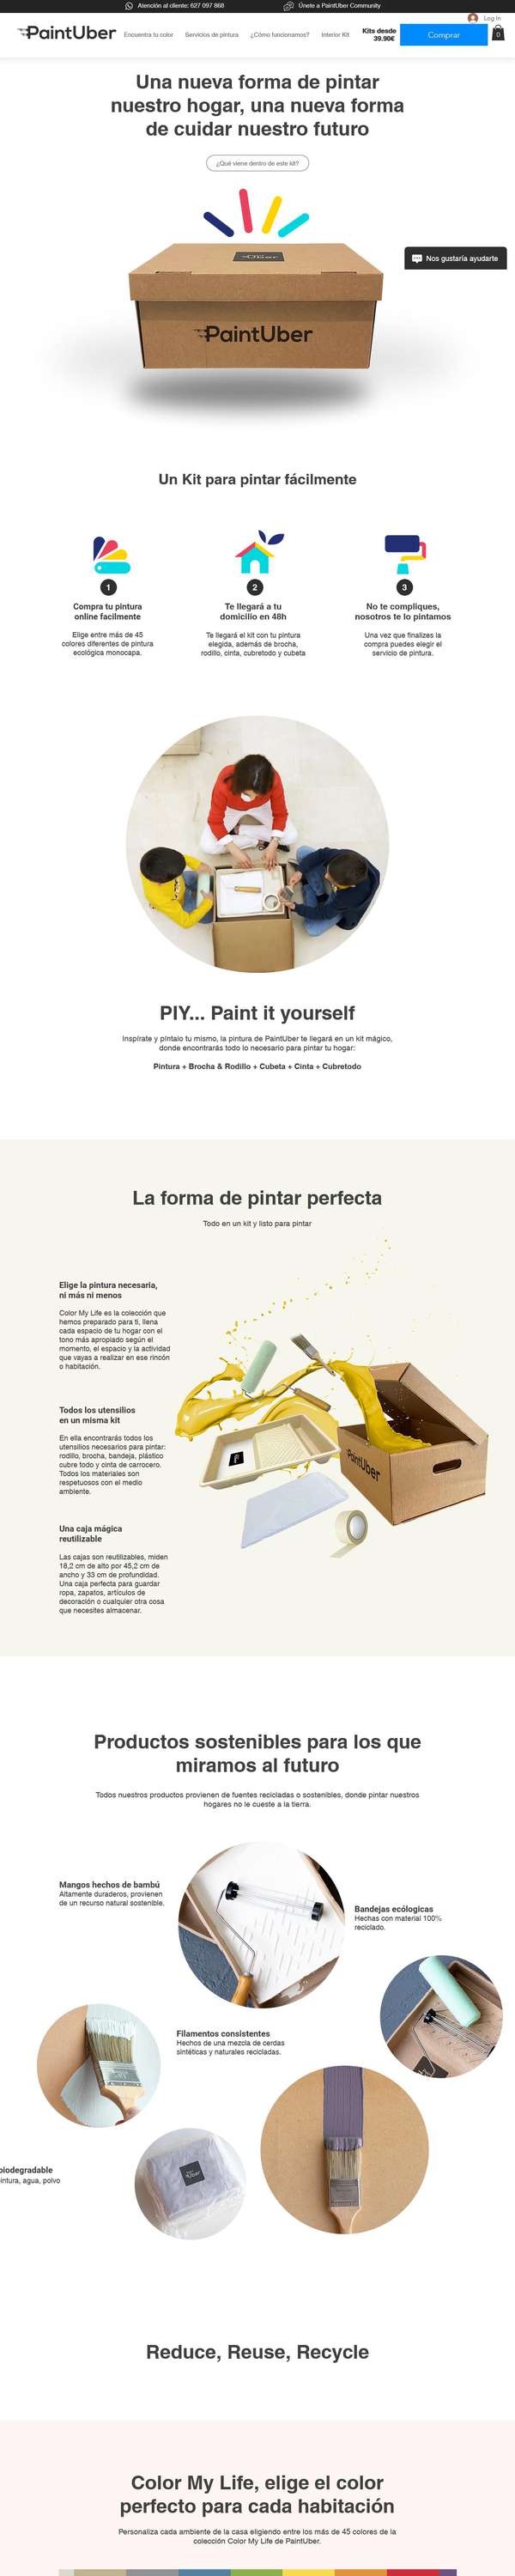 Atención al cliente: 627 097 868
Únete a PaintUber Community
Log In
PaintUber
Encuentra tu color
Servicios de pintura
¿Cómo funcionamos?
Interior Kit
Kits desde
39.90€
Comprar
0
Una nueva forma de pintar
nuestro hogar, una nueva forma
de cuidar nuestro futuro
¿Qué viene dentro de este kit?
Nos gustaría ayudarte
PaintUber
Un Kit para pintar fácilmente
1
Compra tu pintura
online facilmente
Elige entre más de 45
colores diferentes de pintura
ecológica monocapa.
2
Te llegará a tu
domicilio en 48h
Te llegará el kit con tu pintura
elegida, además de brocha,
rodillo, cinta, cubretodo y cubeta
3
No te compliques,
nosotros te lo pintamos
Una vez que finalizes la
compra puedes elegir el
servicio de pintura.
PIY... Paint it yourself
Inspírate y píntalo tu mismo, la pintura de PaintUber te llegará en un kit mágico,
donde encontrarás todo lo necesario para pintar tu hogar:
Pintura + Brocha & Rodillo + Cubeta + Cinta + Cubretodo
La forma de pintar perfecta
Todo en un kit y listo para pintar
Elige la pintura necesaria,
ni más ni menos
Color My Life es la colección que
hemos preparado para ti, llena
cada espacio de tu hogar con el
tono más apropiado según el
momento, el espacio y la actividad
que vayas a realizar en ese rincón
o habitación.
Todos los utensilios
en un misma kit
En ella encontrarás todos los
utensilios necesarios para pintar:
rodillo, brocha, bandeja, plástico
cubre todo y cinta de carrocero.
Todos los materiales son
respetuosos con el medio
ambiente.
PaintUber
Una caja mágica
reutilizable
Las cajas son reutilizables, miden
18,2 cm de alto por 45,2 cm de
ancho y 33 cm de profundidad.
Una caja perfecta para guardar
ropa, zapatos, artículos de
decoración o cualquier otra cosa
que necesites almacenar.
Productos sostenibles para los que
miramos al futuro
Todos nuestros productos provienen de fuentes recicladas o sostenibles, donde pintar nuestros
hogares no le cueste a la tierra.
Mangos hechos de bambú
Altamente duraderos, provienen
de un recurso natural sostenible.
Bandejas ecólogicas
Hechas con material 100%
reciclado.
Filamentos consistentes
Hechos de una mezcla de cerdas
sintéticas y naturales recicladas.
biodegradable
intura, agua, polvo
Reduce, Reuse, Recycle
Color My Life, elige el color
perfecto para cada habitación
Personaliza cada ambiente de la casa eligiendo entre los más de 45 colores de la
colección Color My Life de PaintUber.